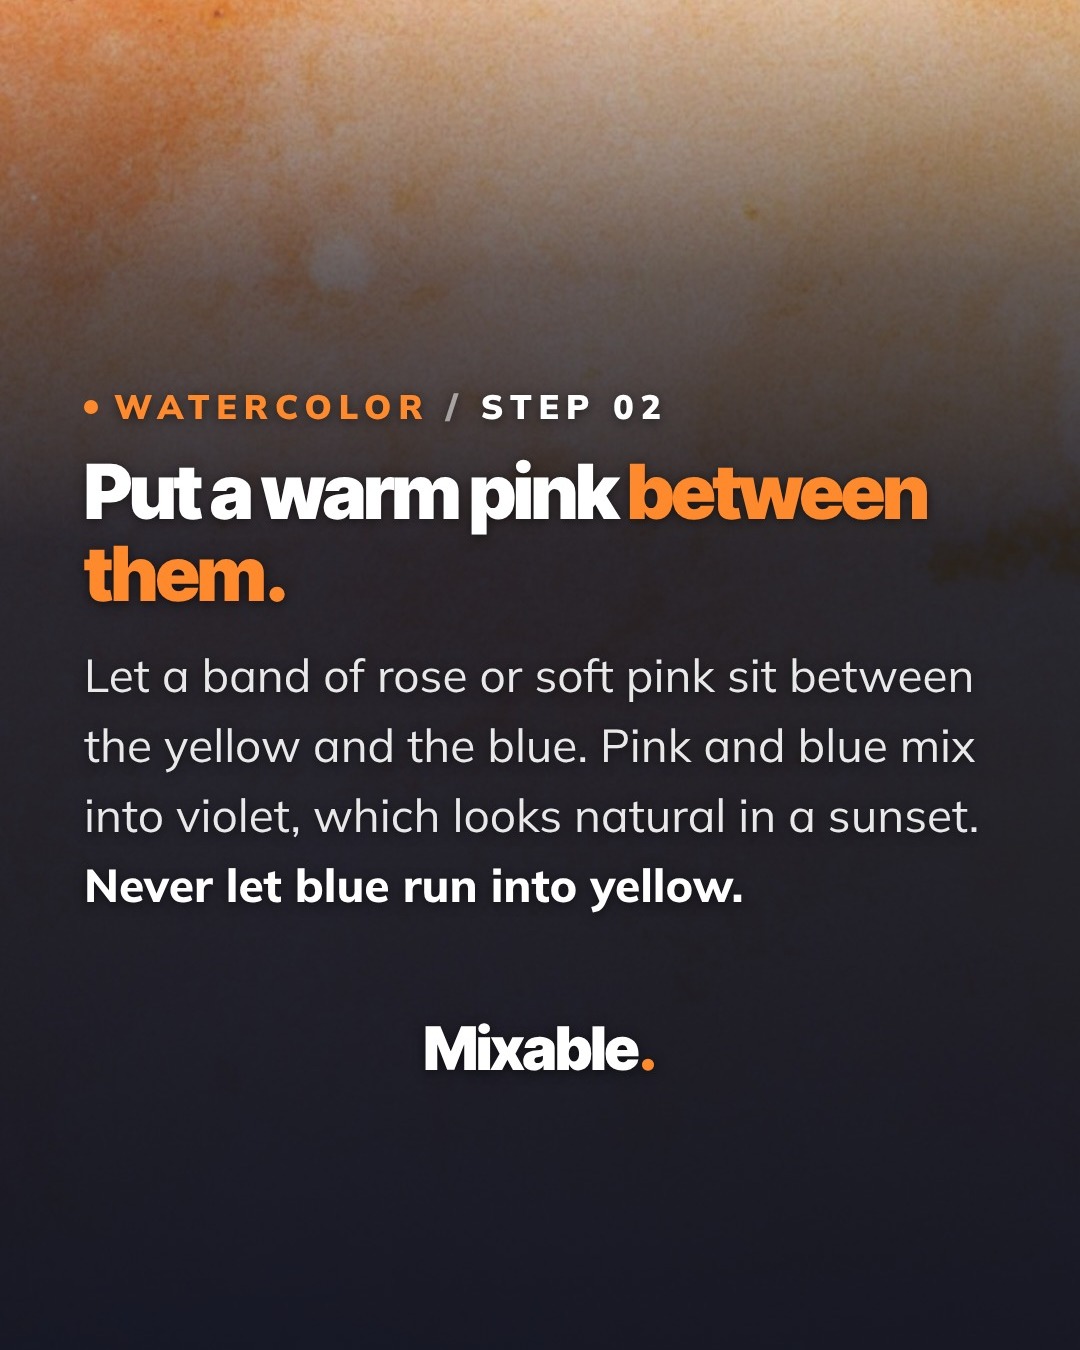 • WATERCOLOR / STEP 02
Put a warm pink between
them.
Let a band of rose or soft pink sit between
the yellow and the blue. Pink and blue mix
into violet, which looks natural in a sunset.
Never let blue run into yellow.
Mixable.